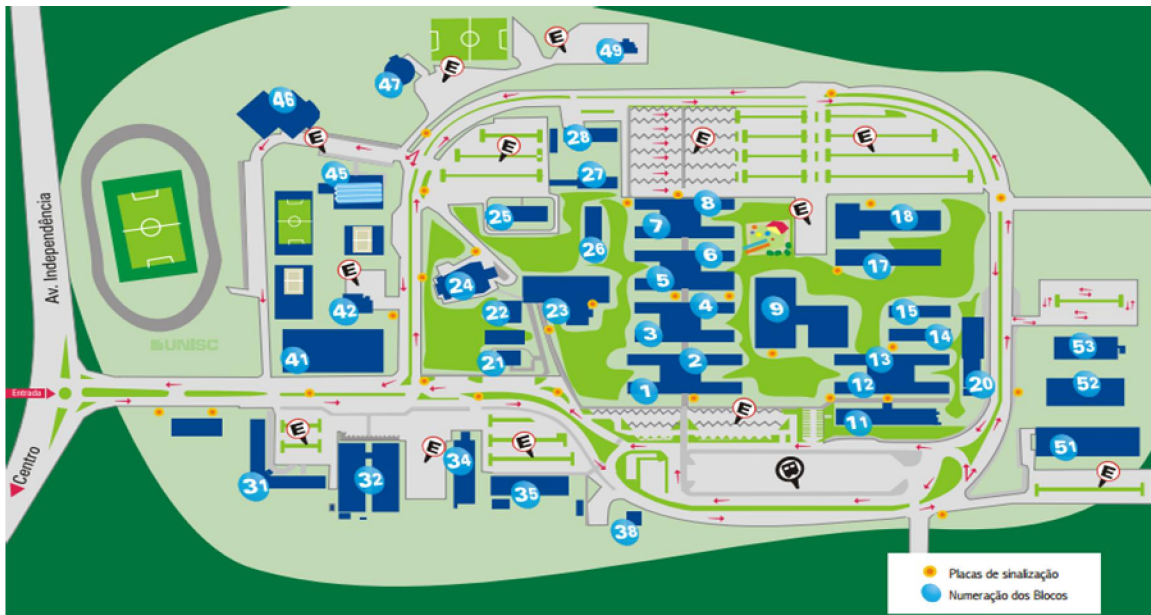 E
49
E
47
46
E
28
E
E
E
45
27
25
8
7
26
E
18
6
17
24
5
E
Av. Independência
42
22
23
4
9
15
UNISC
3
14
53
41
21
2
13
Entrada
1
12
20
52
E
11
E
34
E
E
51
Centro
31
32
35
E
38
Placas de sinalização
Numeração dos Blocos